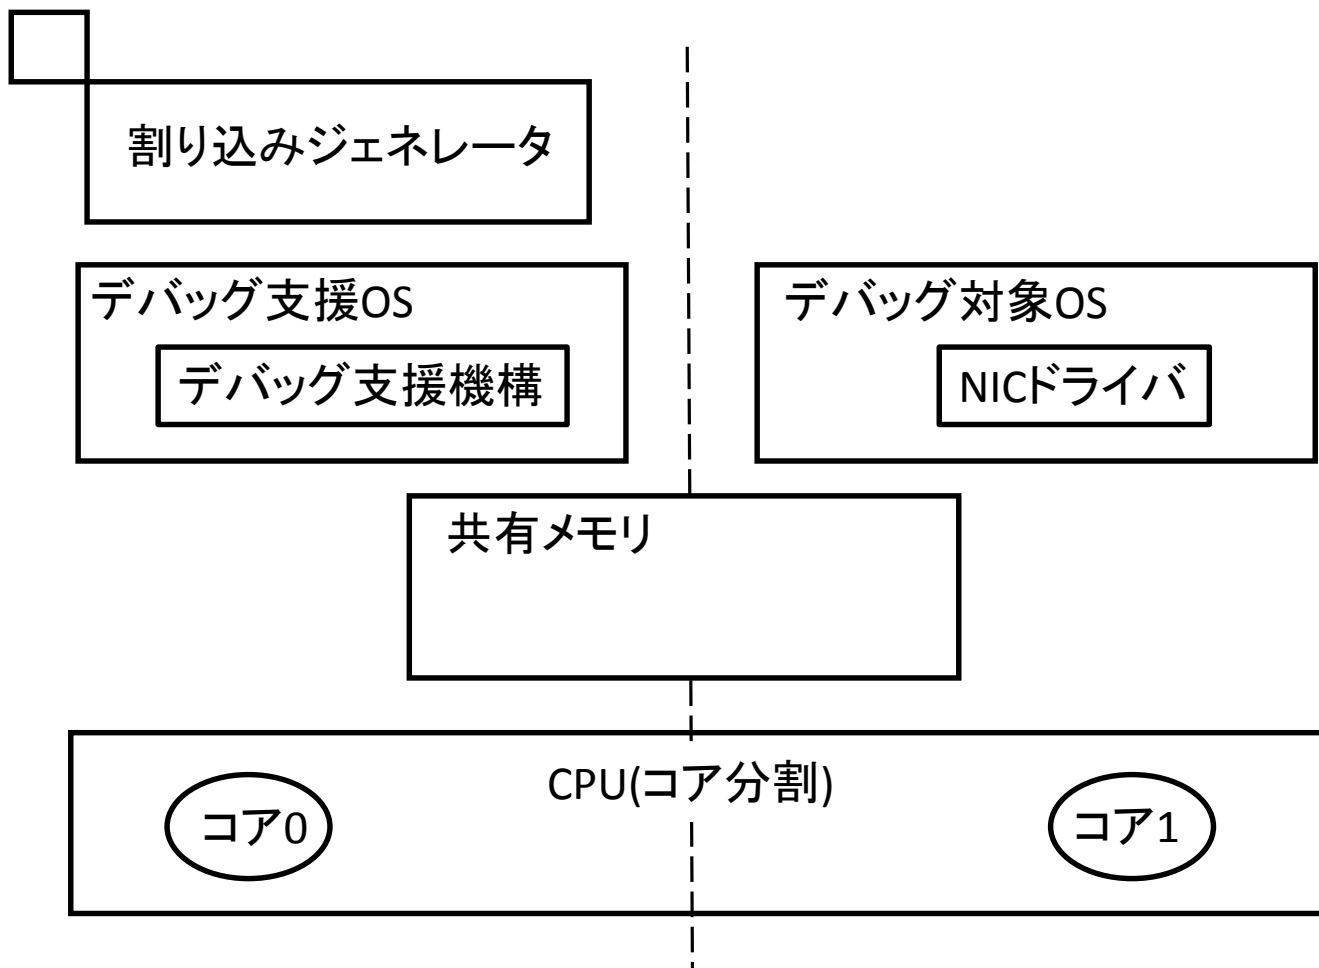 割り込みジェネレータ
デバッグ支援OS
デバッグ支援機構
デバッグ対象OS
NICドライバ
共有メモリ
CPU(コア分割)
コア0
コア1